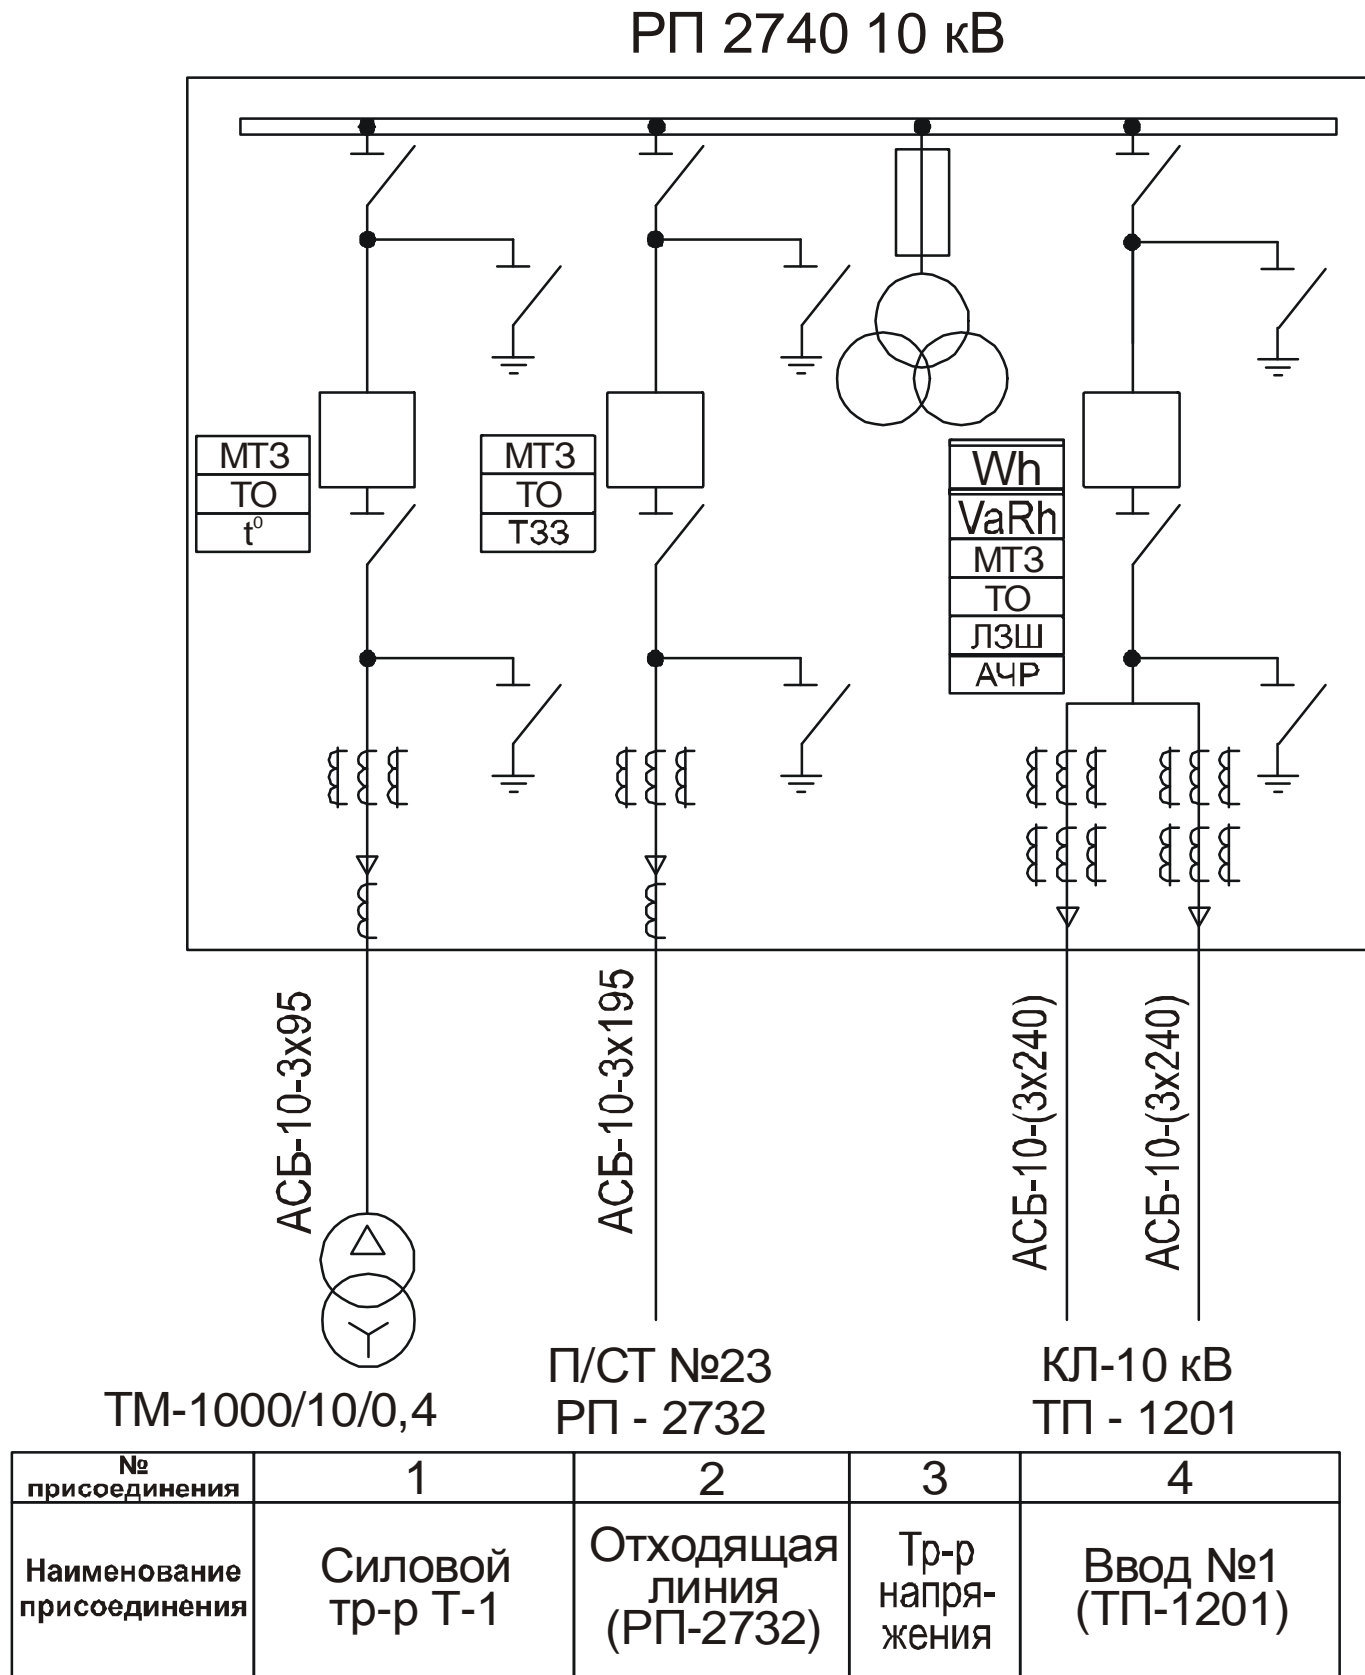 РП 2740 10 кВ
МТЗ
ТО
t⁰
МТЗ
ТО
ТЗЗ
Wh
VaRh
МТЗ
ТО
ЛЗШ
АЧР
АСБ-10-3х95
АСБ-10-3х195
АСБ-10-(3х240)
АСБ-10-(3х240)
ТМ-1000/10/0,4
П/СТ №23
РП - 2732
КЛ-10 кВ
ТП - 1201
№
присоединения
1
2
3
4
Наименование
присоединения
Силовой
тр-р Т-1
Отходящая
линия
(РП-2732)
Тр-р
напря-
жения
Ввод №1
(ТП-1201)